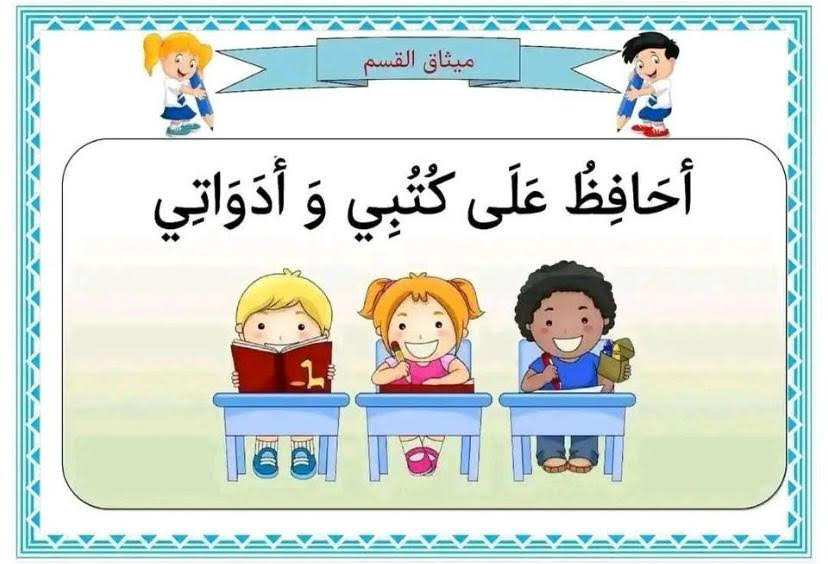 ميثاق القسم
أحَافِظُ عَلَى كُتُبِي وَ أدَوَاتِي